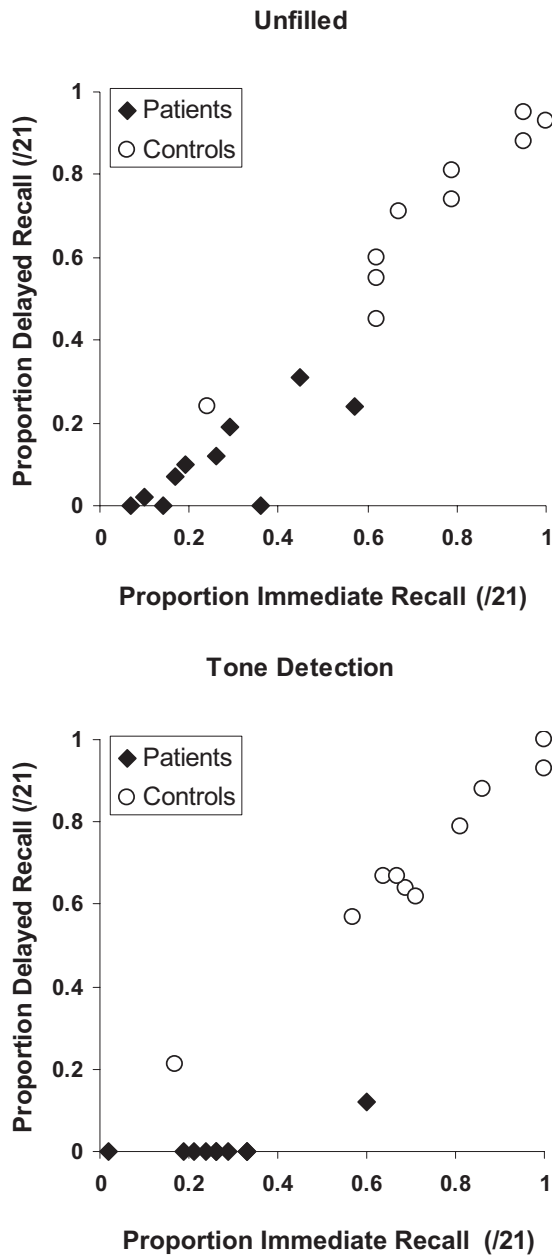 Unfilled
Patients
Controls
Proportion Delayed Recall (/21)
1
0.8
0.6
0.4
0.2
0
0 0.2 0.4 0.6 0.8 1
Proportion Immediate Recall (/21)
Tone Detection
Patients
Controls
Proportion Delayed Recall (/21)
1
0.8
0.6
0.4
0.2
0
0 0.2 0.4 0.6 0.8 1
Proportion Immediate Recall (/21)